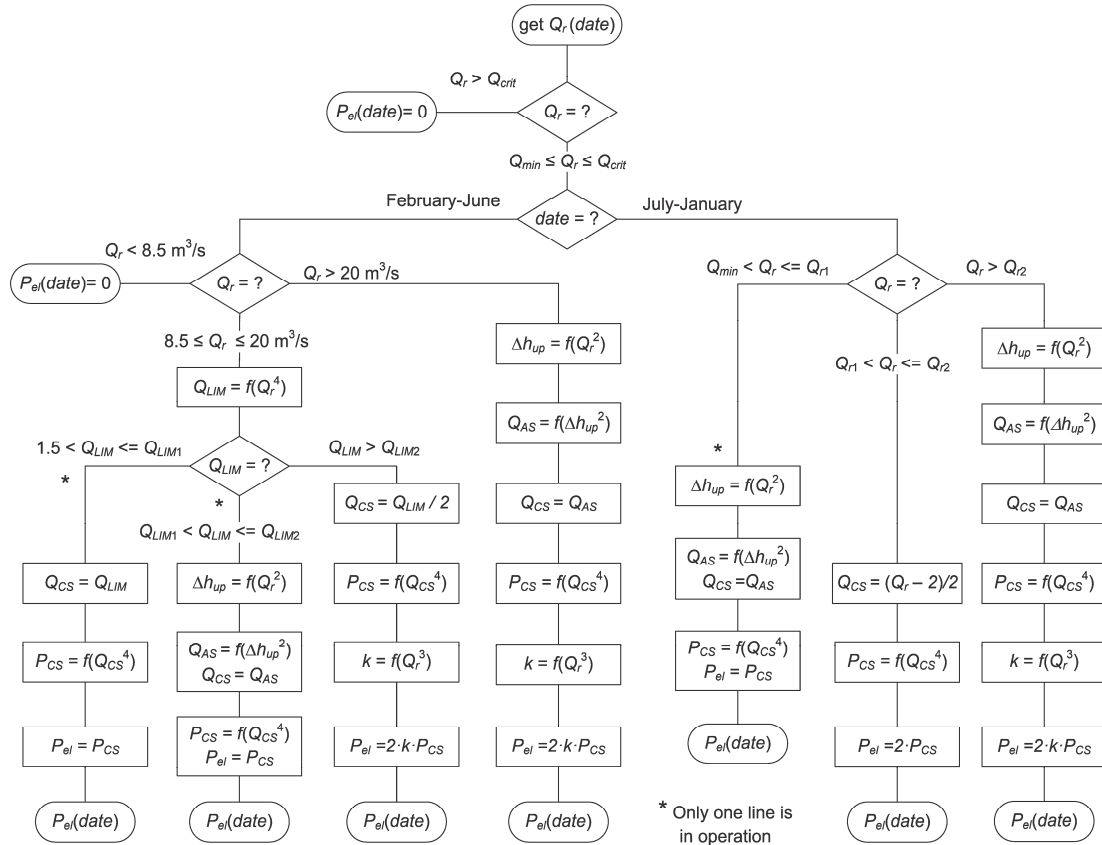 get Qr(date)
Qr > Qcrit
Pel(date)= 0
Qr = ?
Qmin ≤ Qr ≤ Qcrit
February-June
date = ?
July-January
Qr < 8.5 m³/s
Pel(date)= 0
Qr = ?
Qr > 20 m³/s
8.5 ≤ Qr ≤ 20 m³/s
QLIM = f(Qr⁴)
1.5 < QLIM <= QLIM1
*
QLIM = ?
*
QLIM > QLIM2
QLIM1 < QLIM <= QLIM2
QCS = QLIM
PCS = f(QCS⁴)
Pel = PCS
Pel(date)
Δhup = f(Qr²)
QAS = f(Δhup²)
QCS = QAS
PCS = f(QCS⁴)
Pel = PCS
Pel(date)
QCS = QLIM / 2
PCS = f(QCS⁴)
k = f(Qr³)
Pel =2·k·PCS
Pel(date)
Δhup = f(Qr²)
QAS = f(Δhup²)
QCS = QAS
PCS = f(QCS⁴)
k = f(Qr³)
Pel =2·k·PCS
Pel(date)
Qmin < Qr <= Qr1
Qr = ?
Qr > Qr2
Qr1 < Qr <= Qr2
*
Δhup = f(Qr²)
QAS = f(Δhup²)
QCS =QAS
PCS = f(QCS⁴)
Pel = PCS
Pel(date)
QCS = (Qr – 2)/2
PCS = f(QCS⁴)
Pel =2·PCS
Pel(date)
Δhup = f(Qr²)
QAS = f(Δhup²)
QCS = QAS
PCS = f(QCS⁴)
k = f(Qr³)
Pel =2·k·PCS
Pel(date)
* Only one line is
in operation